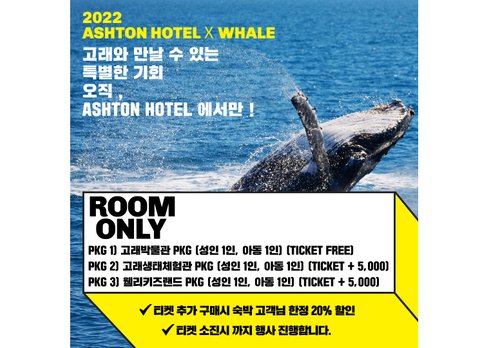 2022
ASHTON HOTEL X WHALE
고래와 만날 수 있는
특별한 기회
오직 ,
ASHTON HOTEL 에서만 !
ROOM
ONLY
PKG 1) 고래박물관 PKG (성인 1인, 아동 1인) (TICKET FREE)
PKG 2) 고래생태체험관 PKG (성인 1인, 아동 1인) (TICKET + 5,000)
PKG 3) 웰리키즈랜드 PKG (성인 1인, 아동 1인) (TICKET + 5,000)
✓ 티켓 추가 구매시 숙박 고객님 한정 20% 할인
✓ 티켓 소진시 까지 행사 진행합니다.